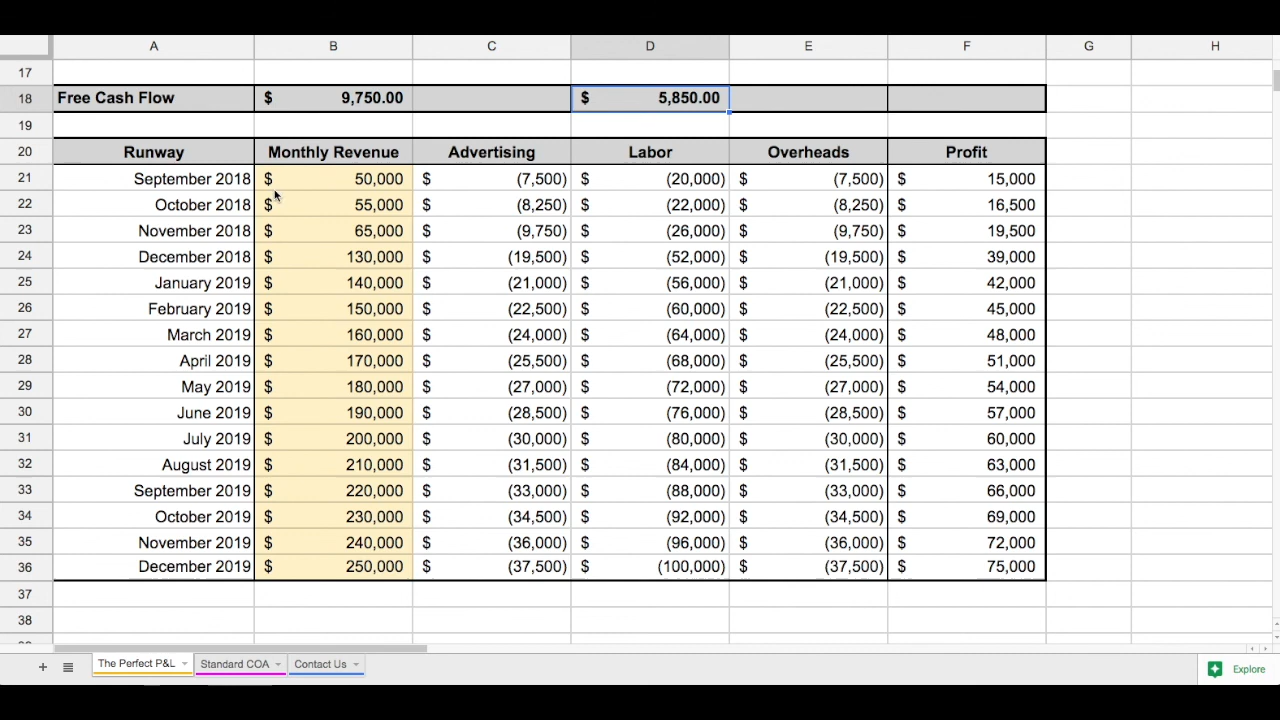 A B C D E F G H
17
18 Free Cash Flow $ 9,750.00 $ 5,850.00
19
20 Runway Monthly Revenue Advertising Labor Overheads Profit
21 September 2018 $ 50,000 $ (7,500) $ (20,000) $ (7,500) $ 15,000
22 October 2018 $ 55,000 $ (8,250) $ (22,000) $ (8,250) $ 16,500
23 November 2018 $ 65,000 $ (9,750) $ (26,000) $ (9,750) $ 19,500
24 December 2018 $ 130,000 $ (19,500) $ (52,000) $ (19,500) $ 39,000
25 January 2019 $ 140,000 $ (21,000) $ (56,000) $ (21,000) $ 42,000
26 February 2019 $ 150,000 $ (22,500) $ (60,000) $ (22,500) $ 45,000
27 March 2019 $ 160,000 $ (24,000) $ (64,000) $ (24,000) $ 48,000
28 April 2019 $ 170,000 $ (25,500) $ (68,000) $ (25,500) $ 51,000
29 May 2019 $ 180,000 $ (27,000) $ (72,000) $ (27,000) $ 54,000
30 June 2019 $ 190,000 $ (28,500) $ (76,000) $ (28,500) $ 57,000
31 July 2019 $ 200,000 $ (30,000) $ (80,000) $ (30,000) $ 60,000
32 August 2019 $ 210,000 $ (31,500) $ (84,000) $ (31,500) $ 63,000
33 September 2019 $ 220,000 $ (33,000) $ (88,000) $ (33,000) $ 66,000
34 October 2019 $ 230,000 $ (34,500) $ (92,000) $ (34,500) $ 69,000
35 November 2019 $ 240,000 $ (36,000) $ (96,000) $ (36,000) $ 72,000
36 December 2019 $ 250,000 $ (37,500) $ (100,000) $ (37,500) $ 75,000
37
38
The Perfect P&L Standard COA Contact Us Explore